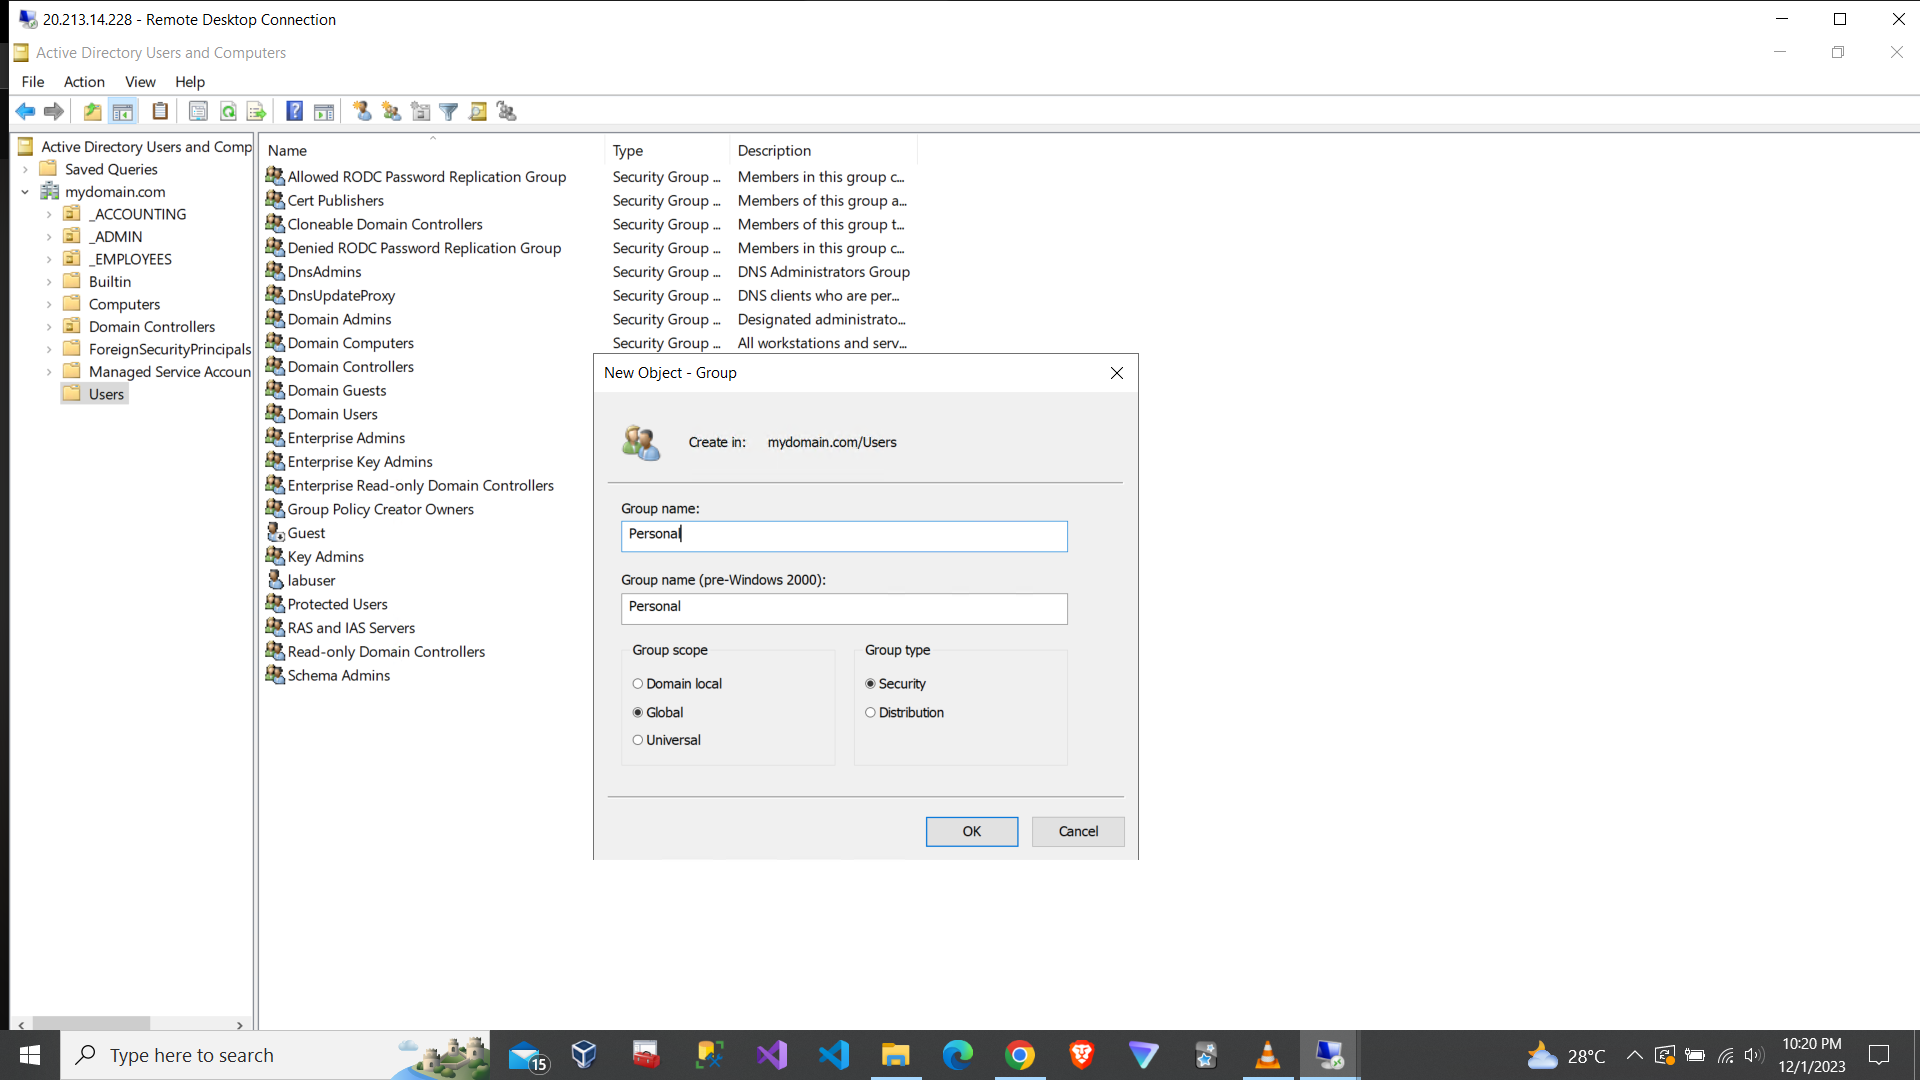 20.213.14.228 - Remote Desktop Connection
Active Directory Users and Computers
File Action View Help
Active Directory Users and Comp
Saved Queries
mydomain.com
_ACCOUNTING
_ADMIN
_EMPLOYEES
Builtin
Computers
Domain Controllers
ForeignSecurityPrincipals
Managed Service Accoun
Users
Name Type Description
Allowed RODC Password Replication Group Security Group ... Members in this group c...
Cert Publishers Security Group ... Members of this group a...
Cloneable Domain Controllers Security Group ... Members of this group t...
Denied RODC Password Replication Group Security Group ... Members in this group c...
DnsAdmins Security Group ... DNS Administrators Group
DnsUpdateProxy Security Group ... DNS clients who are per...
Domain Admins Security Group ... Designated administrato...
Domain Computers Security Group ... All workstations and serv...
Domain Controllers
Domain Guests
Domain Users
Enterprise Admins
Enterprise Key Admins
Enterprise Read-only Domain Controllers
Group Policy Creator Owners
Guest
Key Admins
labuser
Protected Users
RAS and IAS Servers
Read-only Domain Controllers
Schema Admins
New Object - Group
Create in: mydomain.com/Users
Group name:
Personal
Group name (pre-Windows 2000):
Personal
Group scope
Domain local
Global
Universal
Group type
Security
Distribution
OK Cancel
Type here to search
15
28°C
10:20 PM
12/1/2023